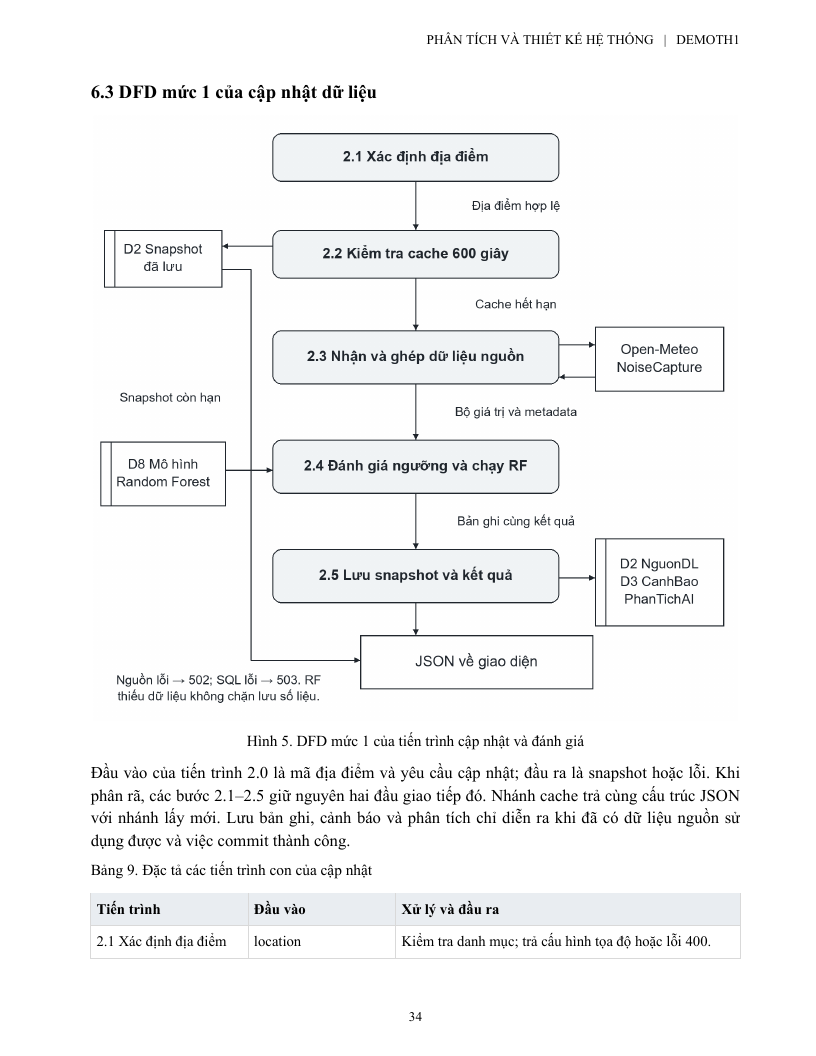 PHÂN TÍCH VÀ THIẾT KẾ HỆ THỐNG | DEMOTH1
6.3 DFD mức 1 của cập nhật dữ liệu
2.1 Xác định địa điểm
Địa điểm hợp lệ
D2 Snapshot
đã lưu
2.2 Kiểm tra cache 600 giây
Cache hết hạn
2.3 Nhận và ghép dữ liệu nguồn
Open-Meteo
NoiseCapture
Snapshot còn hạn
Bộ giá trị và metadata
D8 Mô hình
Random Forest
2.4 Đánh giá ngưỡng và chạy RF
Bản ghi cùng kết quả
2.5 Lưu snapshot và kết quả
D2 NguonDL
D3 CanhBao
PhanTichAI
JSON về giao diện
Nguồn lỗi → 502; SQL lỗi → 503. RF
thiếu dữ liệu không chặn lưu số liệu.
Hình 5. DFD mức 1 của tiến trình cập nhật và đánh giá
Đầu vào của tiến trình 2.0 là mã địa điểm và yêu cầu cập nhật; đầu ra là snapshot hoặc lỗi. Khi
phân rã, các bước 2.1–2.5 giữ nguyên hai đầu giao tiếp đó. Nhánh cache trả cùng cấu trúc JSON
với nhánh lấy mới. Lưu bản ghi, cảnh báo và phân tích chỉ diễn ra khi đã có dữ liệu nguồn sử
dụng được và việc commit thành công.
Bảng 9. Đặc tả các tiến trình con của cập nhật
Tiến trình Đầu vào Xử lý và đầu ra
2.1 Xác định địa điểm location Kiểm tra danh mục; trả cấu hình tọa độ hoặc lỗi 400.
34